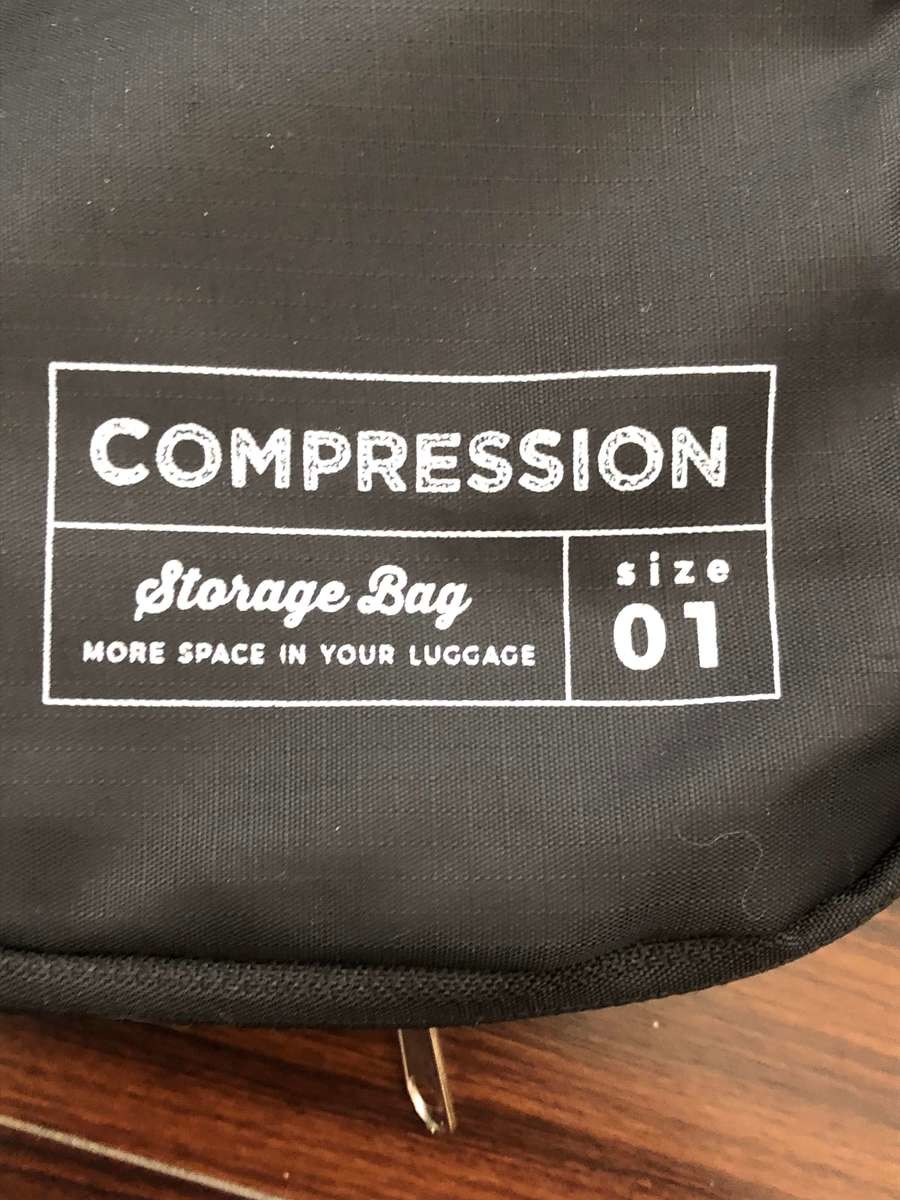 COMPRESSION
Storage Bag
MORE SPACE IN YOUR LUGGAGE
size
01